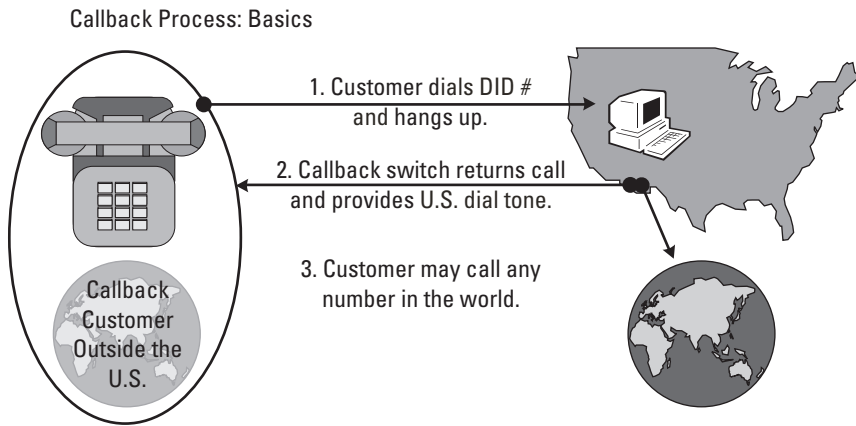 Callback Process: Basics
1. Customer dials DID #
and hangs up.
2. Callback switch returns call
and provides U.S. dial tone.
3. Customer may call any
number in the world.
Callback
Customer
Outside the
U.S.